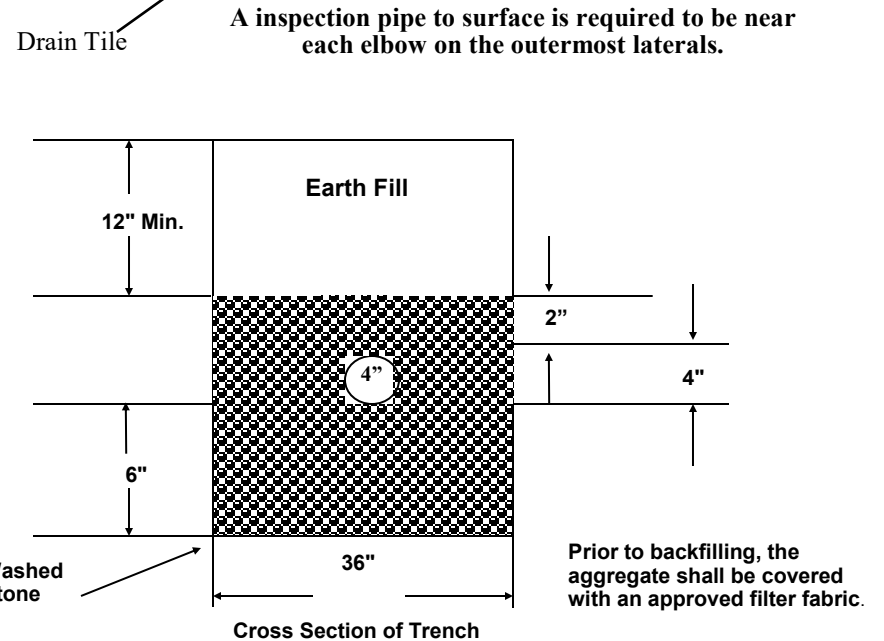 A inspection pipe to surface is required to be near
each elbow on the outermost laterals.
Drain Tile
Earth Fill
12" Min.
2”
4”
4"
6"
36"
Prior to backfilling, the
aggregate shall be covered
with an approved filter fabric.
Cross Section of Trench